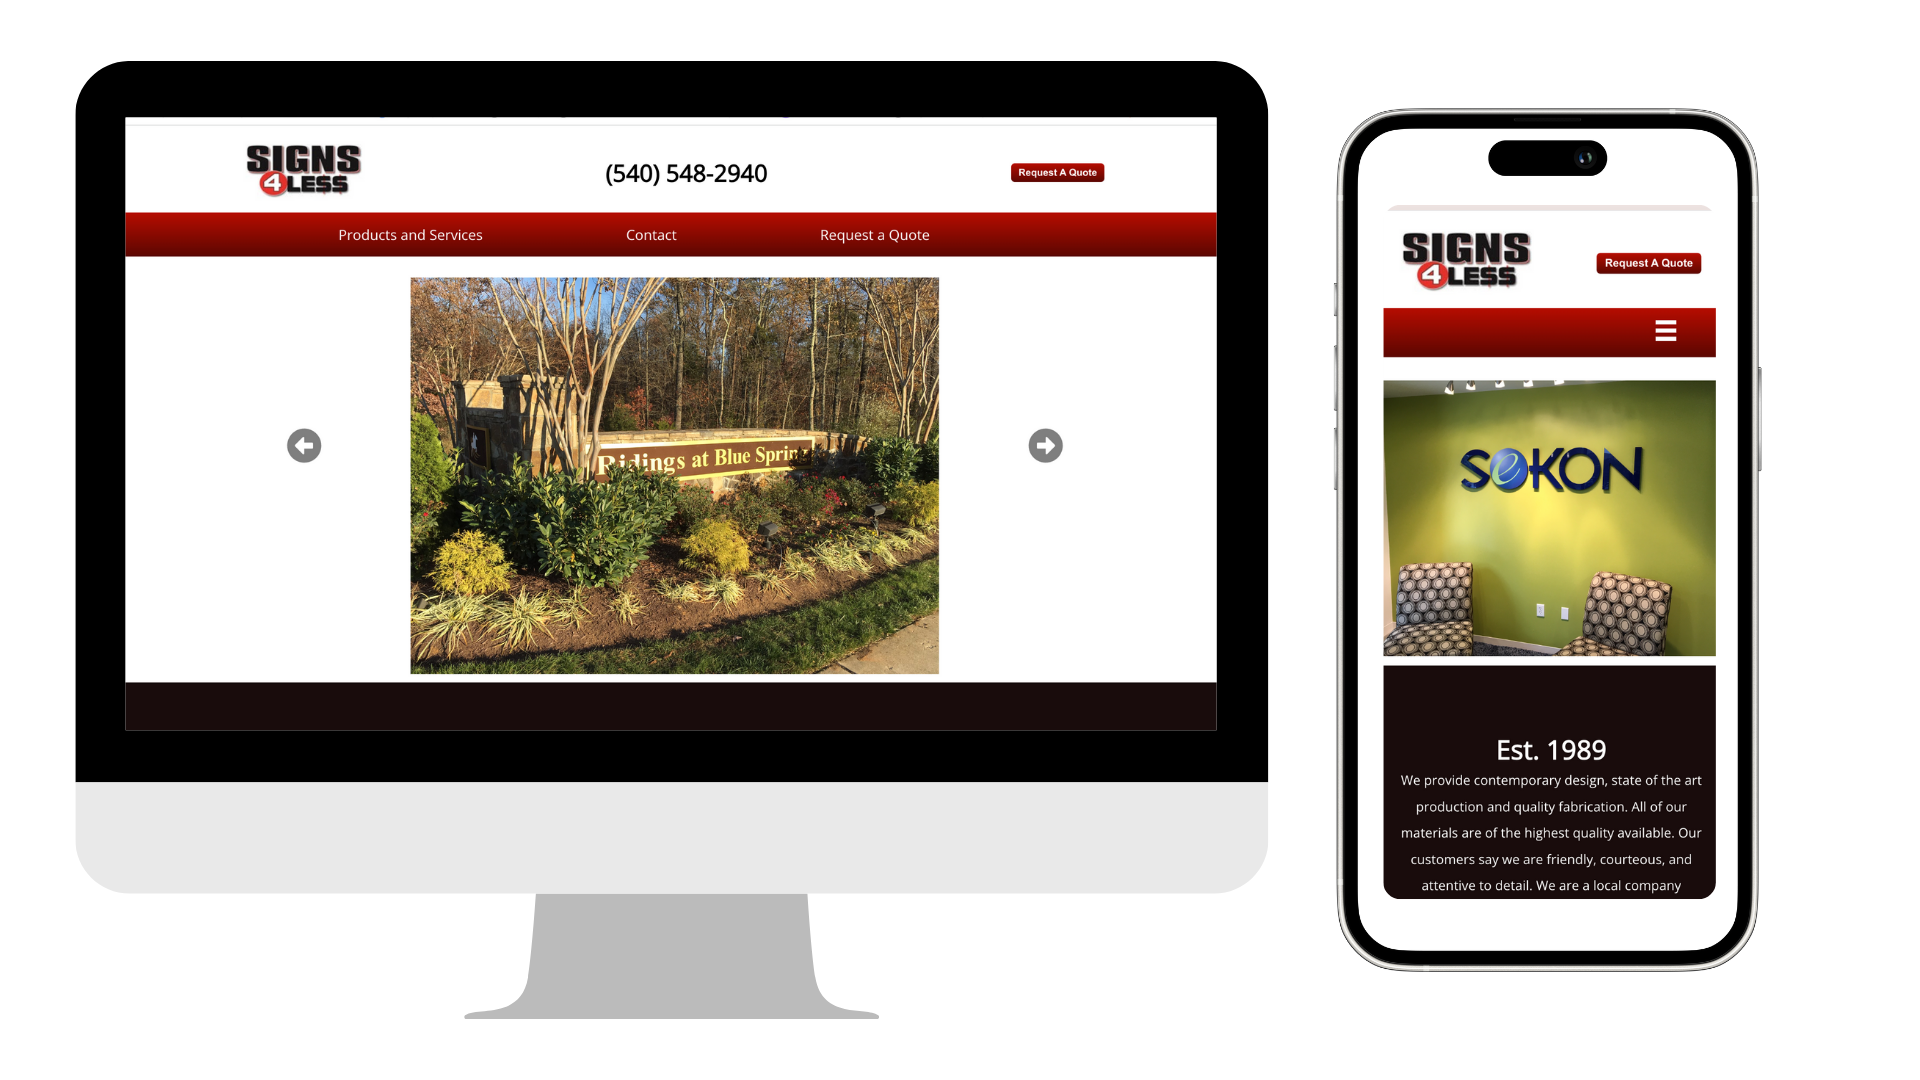 SIGNS
4 LESS
(540) 548-2940
Request A Quote
Products and Services
Contact
Request a Quote
Ridings at Blue Spring
SIGNS
4 LESS
Request A Quote
SeKON
Est. 1989
We provide contemporary design, state of the art
production and quality fabrication. All of our
materials are of the highest quality available. Our
customers say we are friendly, courteous, and
attentive to detail. We are a local company